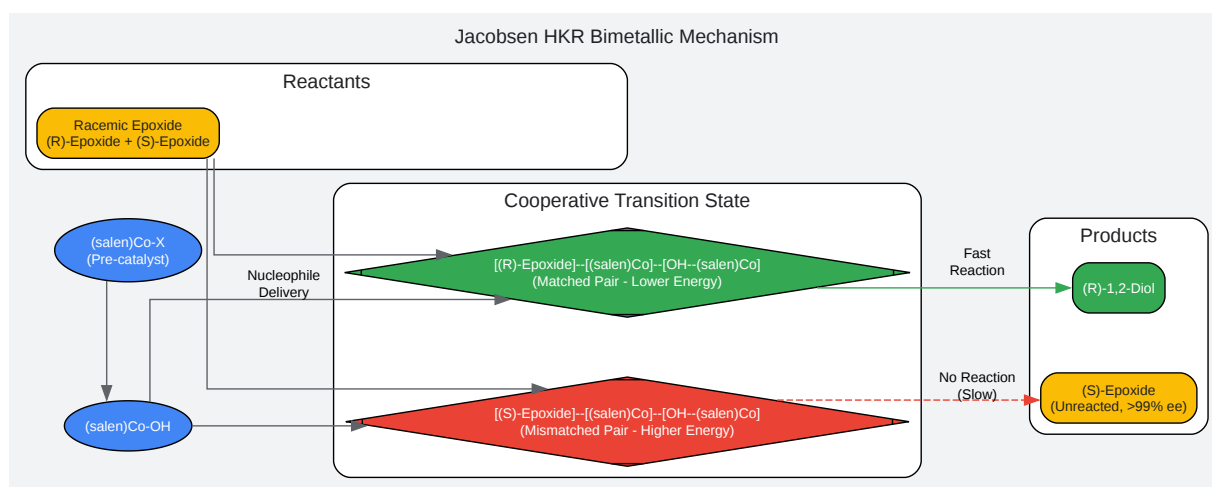 Jacobsen HKR Bimetallic Mechanism
Reactants
Racemic Epoxide
(R)-Epoxide + (S)-Epoxide
Cooperative Transition State
(salen)Co-X
(Pre-catalyst)
Nucleophile
Delivery
[(R)-Epoxide]--[(salen)Co]--[OH--(salen)Co]
(Matched Pair - Lower Energy)
Fast
Reaction
Products
(R)-1,2-Diol
(salen)Co-OH
[(S)-Epoxide]--[(salen)Co]--[OH--(salen)Co]
(Mismatched Pair - Higher Energy)
No Reaction
(Slow)
(S)-Epoxide
(Unreacted, >99% ee)